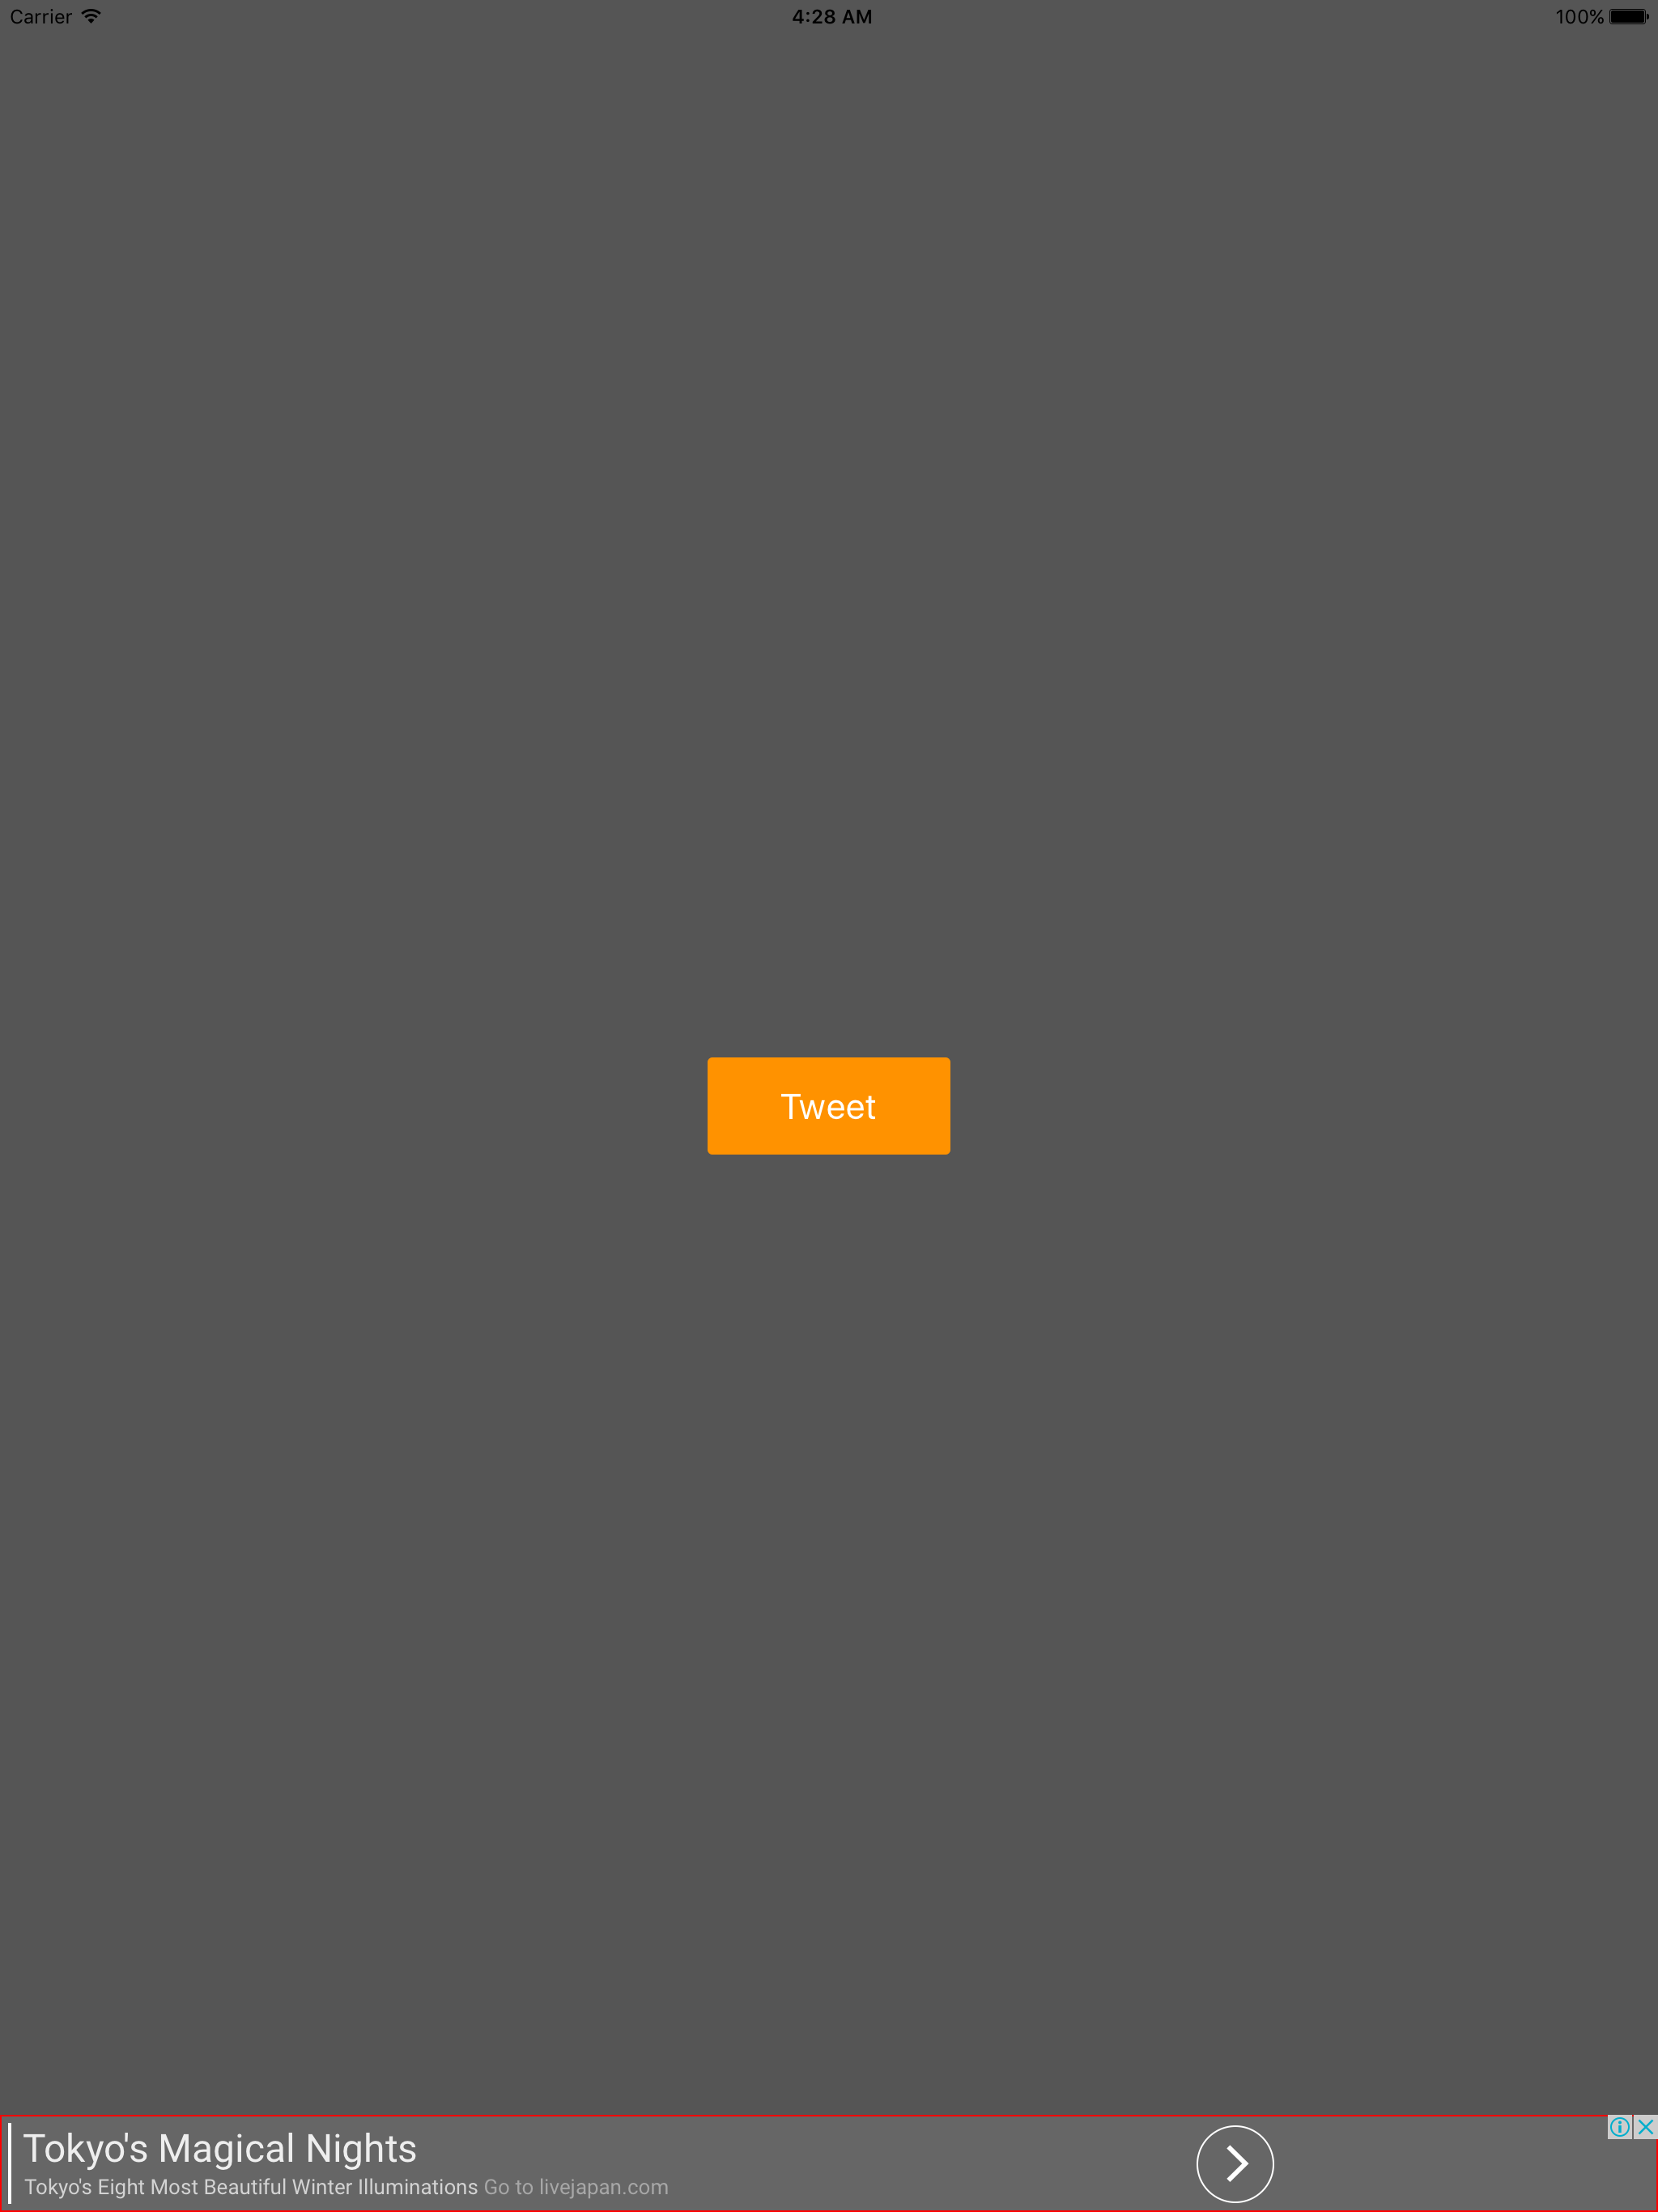 Carrier 4:28 AM 100%
Tweet
Tokyo's Magical Nights
Tokyo's Eight Most Beautiful Winter Illuminations Go to livejapan.com